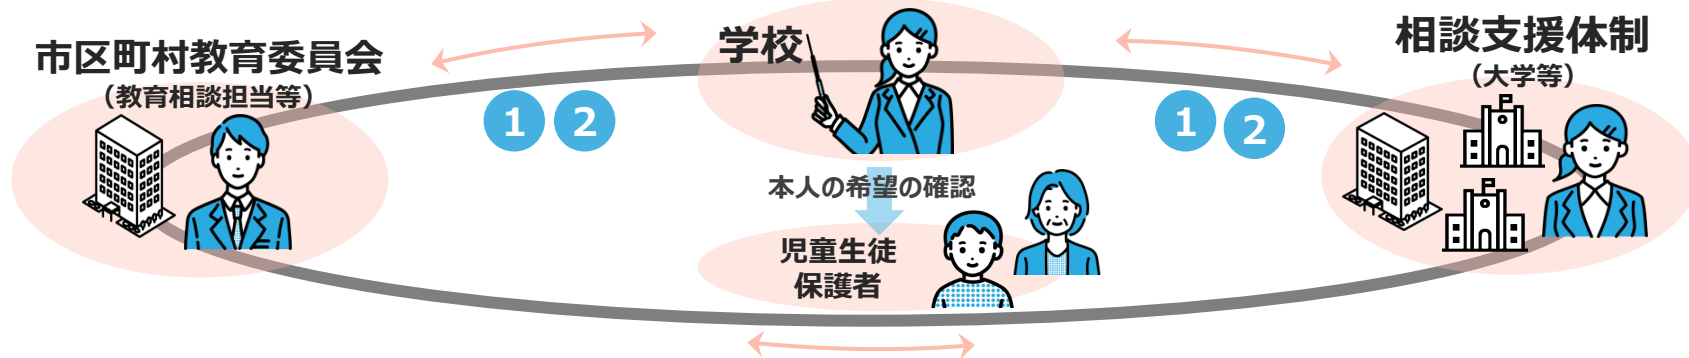 市区町村教育委員会
（教育相談担当等）
1 2
学校
1 2
相談支援体制
（大学等）
本人の希望の確認
児童生徒
保護者